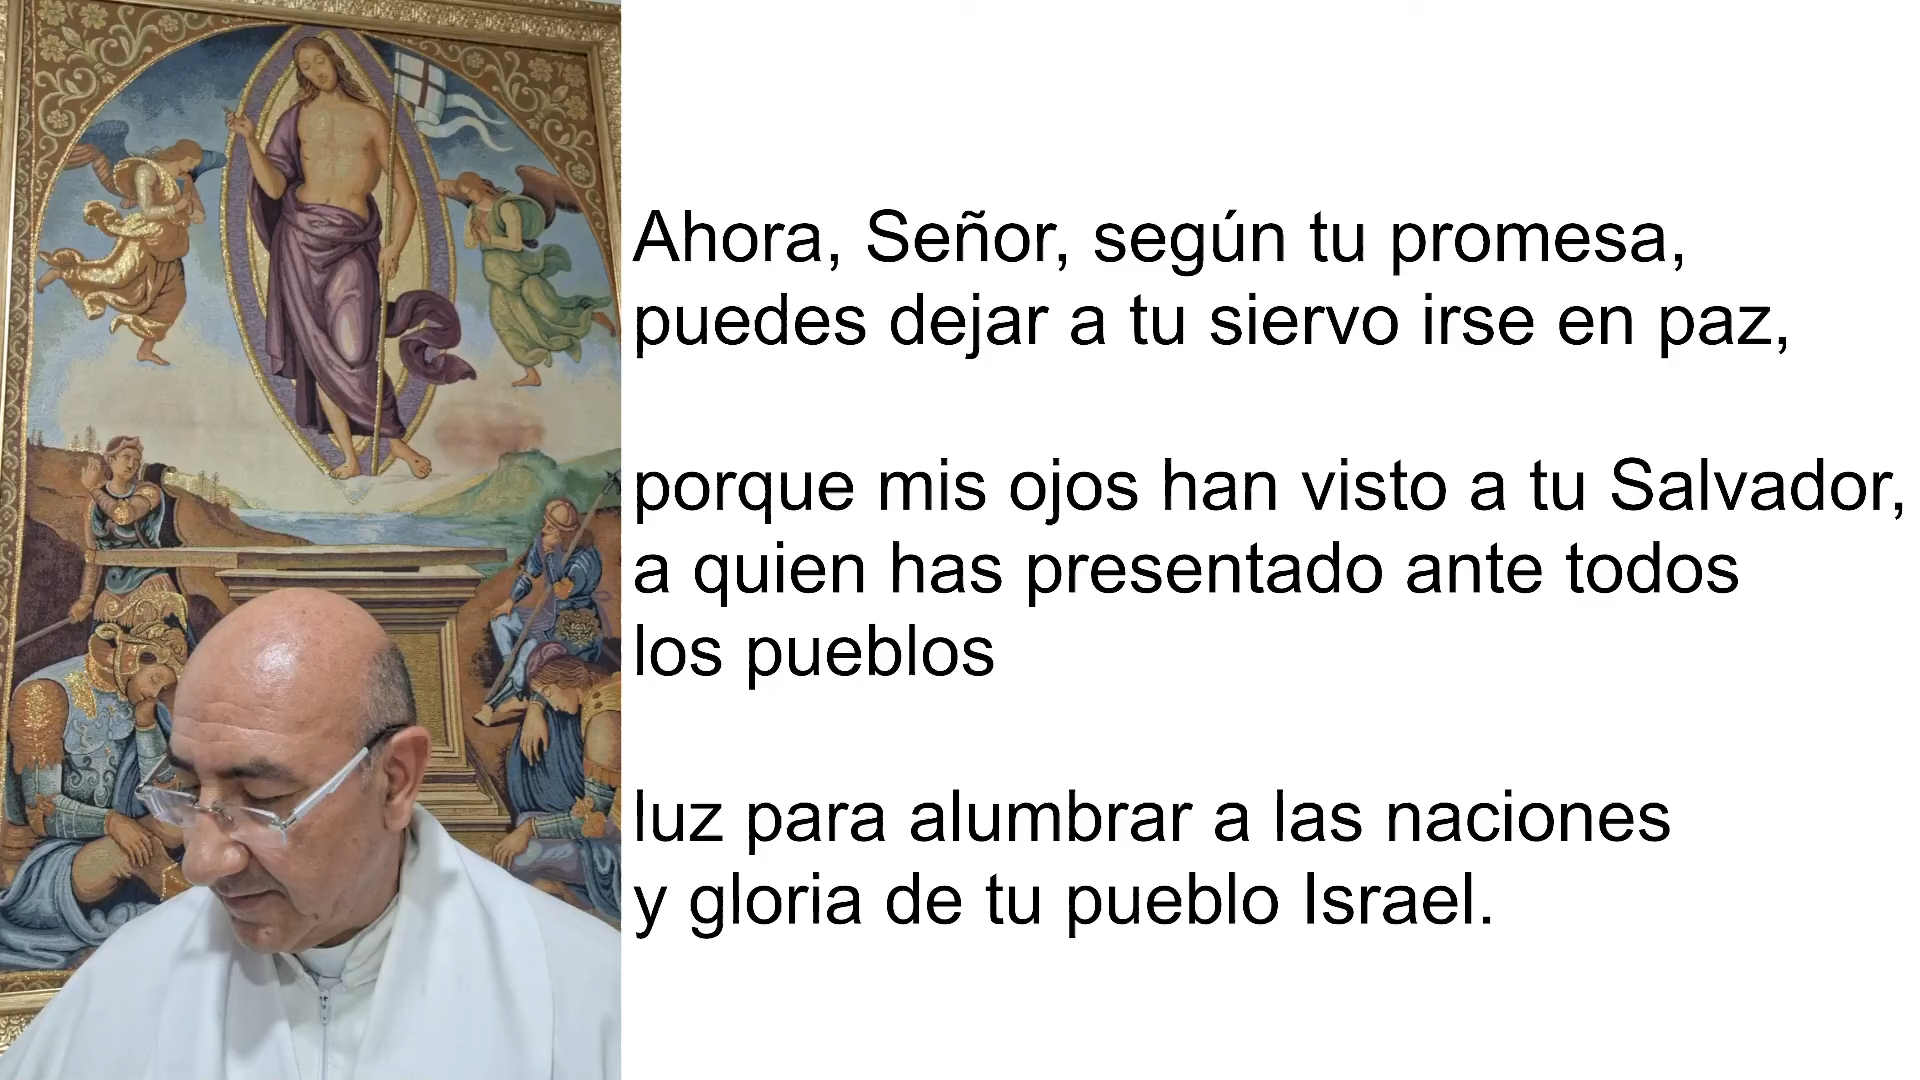 Ahora, Señor, según tu promesa,
puedes dejar a tu siervo irse en paz,
porque mis ojos han visto a tu Salvador,
a quien has presentado ante todos
los pueblos
luz para alumbrar a las naciones
y gloria de tu pueblo Israel.